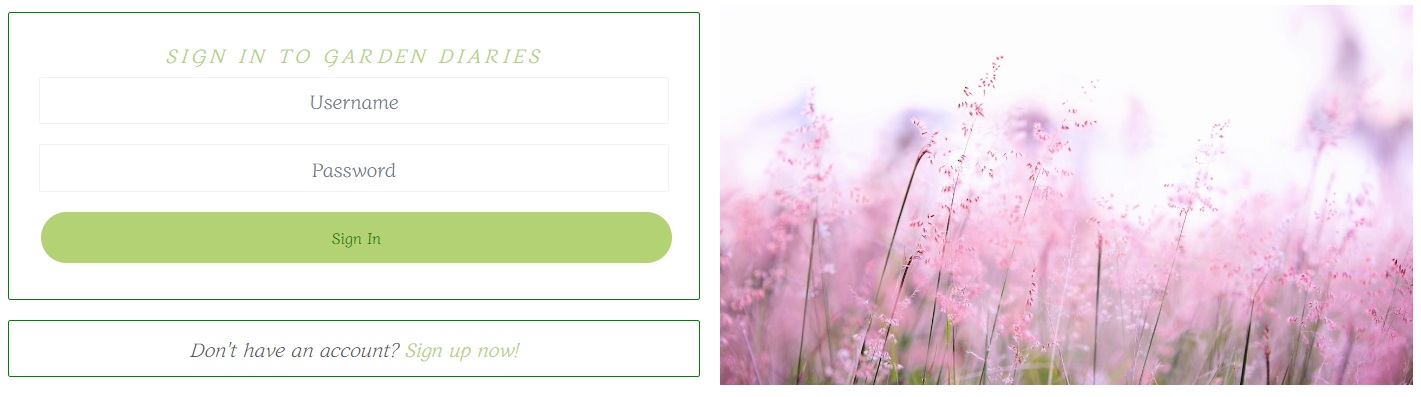 SIGN IN TO GARDEN DIARIES
Username
Password
Sign In
Don't have an account? Sign up now!